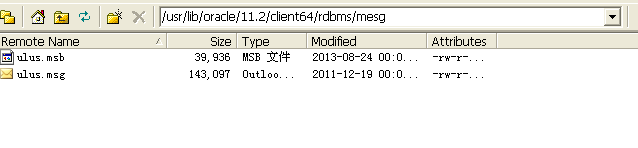 /usr/lib/oracle/11.2/client64/rdbms/mesg
Remote Name Size Type Modified Attributes
ulus.msb 39,936 MSB 文件 2013-08-24 00:0... -rw-r-...
ulus.msg 143,097 Outloo... 2011-12-19 00:0... -rw-r-...